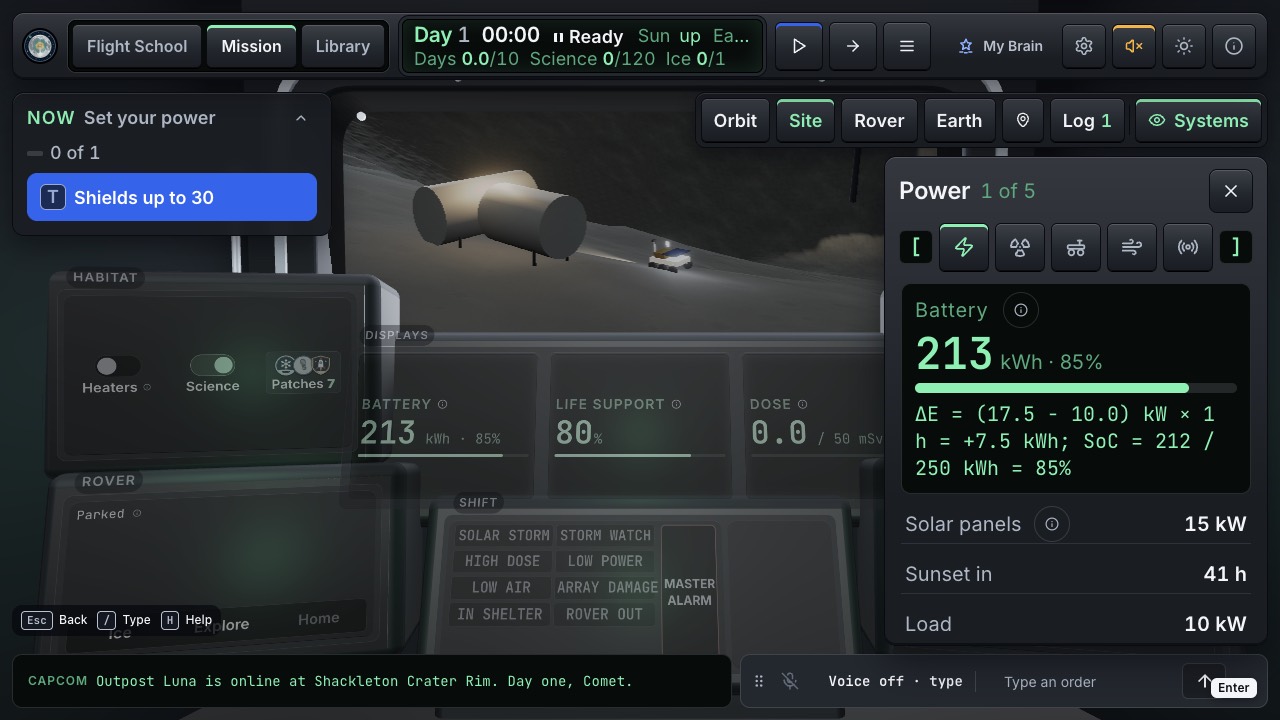 Flight School
Mission
Library
Day 1 00:00 Ready Sun up Ea…
Days 0.0/10 Science 0/120 Ice 0/1
My Brain
NOW Set your power
0 of 1
T Shields up to 30
Orbit
Site
Rover
Earth
Log 1
Systems
Power 1 of 5
[
]
Battery
213 kWh · 85%
ΔE = (17.5 - 10.0) kW × 1
h = +7.5 kWh; SoC = 212 /
250 kWh = 85%
Solar panels 15 kW
Sunset in 41 h
Load 10 kW
HABITAT
Heaters
Science
Patches 7
DISPLAYS
BATTERY
213 kWh · 85%
LIFE SUPPORT
80%
DOSE
0.0 / 50 mSv
ROVER
Parked
Ice
Explore
Home
SHIFT
SOLAR STORM
STORM WATCH
HIGH DOSE
LOW POWER
LOW AIR
ARRAY DAMAGE
IN SHELTER
ROVER OUT
MASTER
ALARM
Esc Back / Type H Help
CAPCOM Outpost Luna is online at Shackleton Crater Rim. Day one, Comet.
Voice off · type
Type an order
Enter